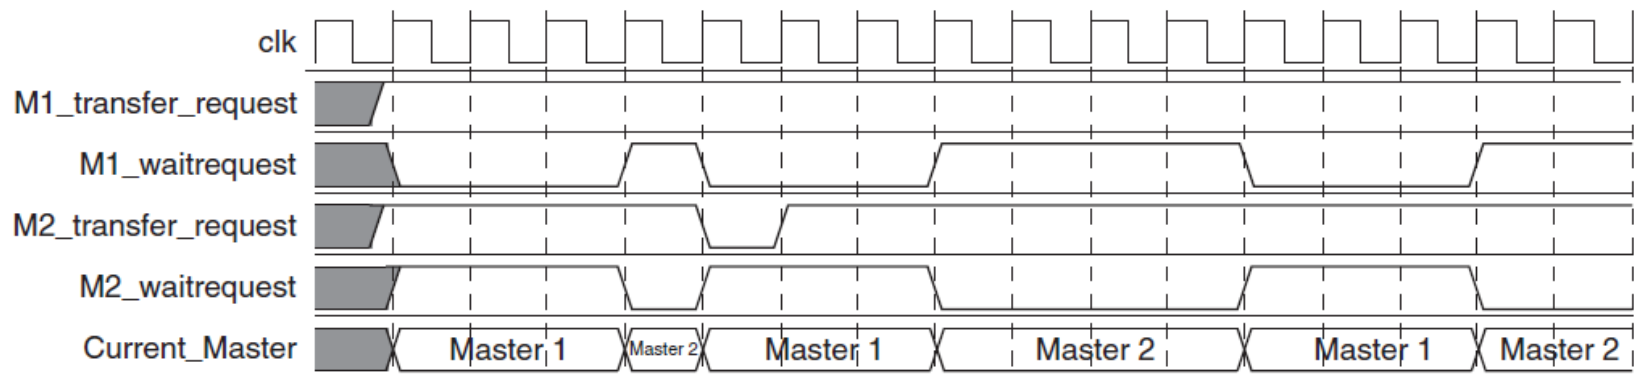 clk
M1_transfer_request
M1_waitrequest
M2_transfer_request
M2_waitrequest
Current_Master Master 1 Master 2 Master 1 Master 2 Master 1 Master 2